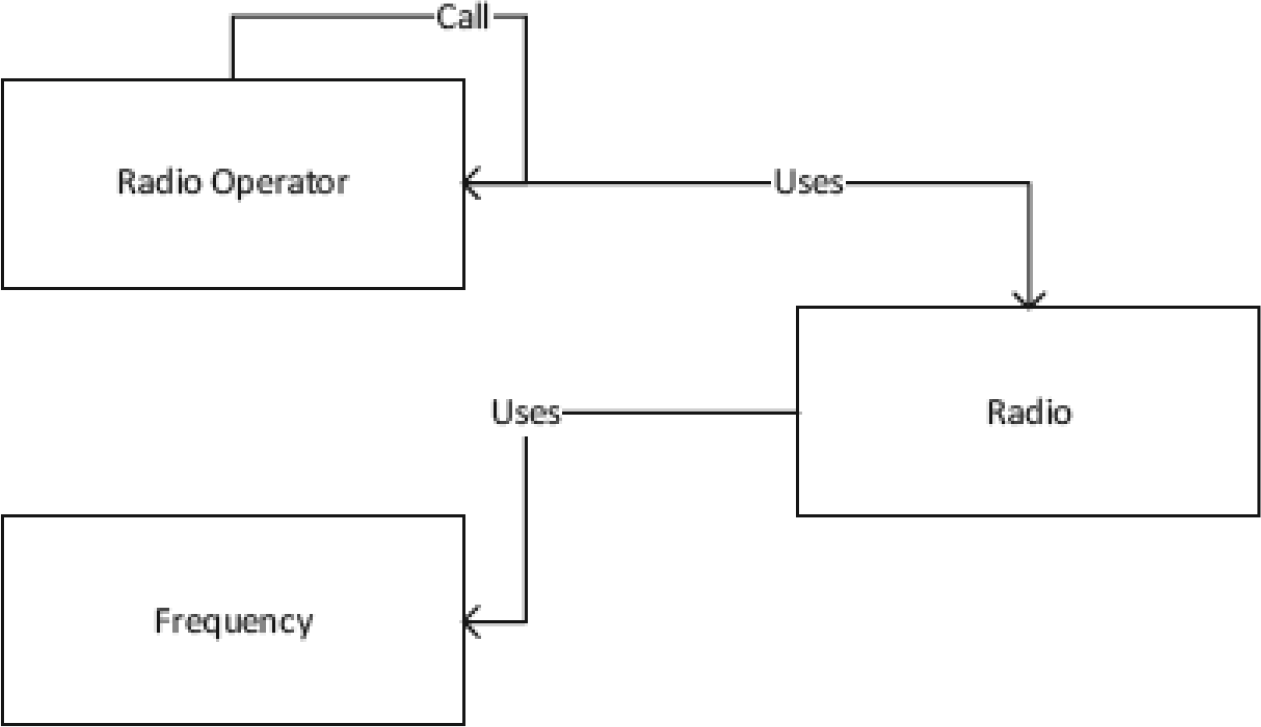 Call
Radio Operator
Uses
Radio
Uses
Frequency